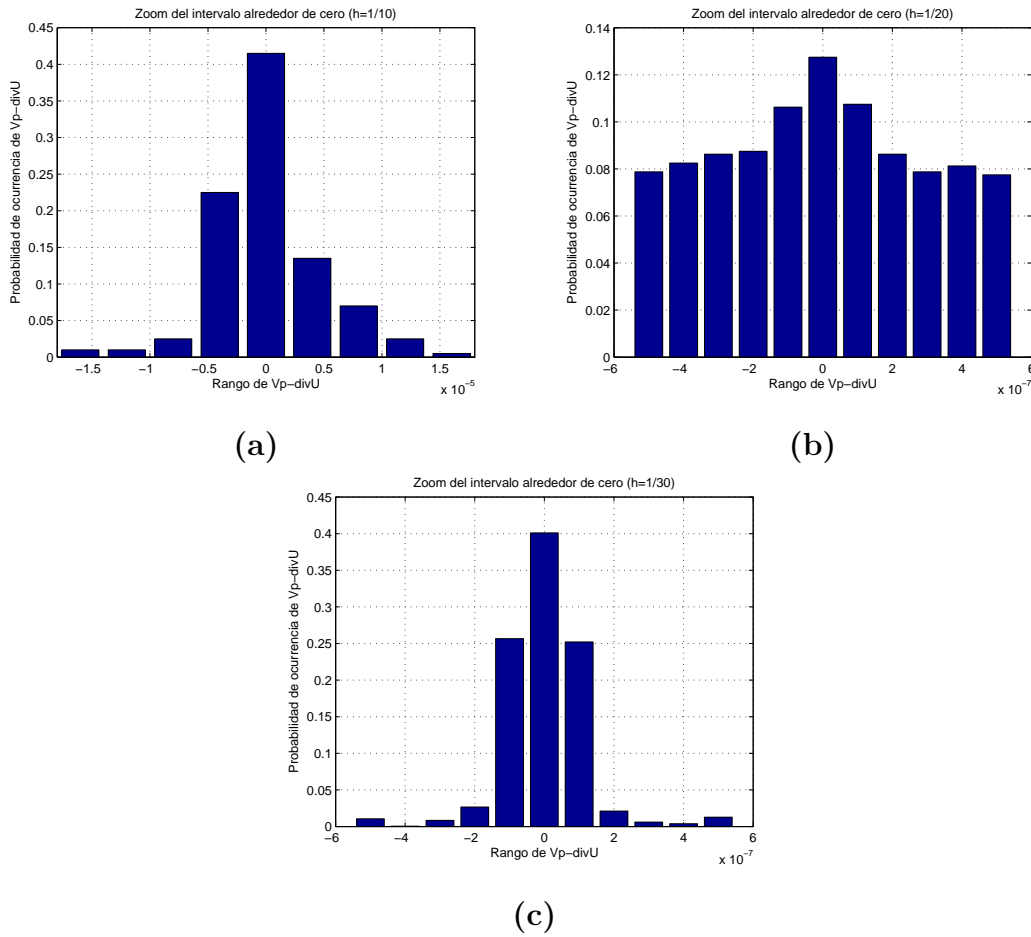 Zoom del intervalo alrededor de cero (h=1/10)
Probabilidad de ocurrencia de Vp−divU
0.45
0.4
0.35
0.3
0.25
0.2
0.15
0.1
0.05
0
−1.5 −1 −0.5 0 0.5 1 1.5
Rango de Vp−divU
x 10−5
(a)
Zoom del intervalo alrededor de cero (h=1/20)
Probabilidad de ocurrencia de Vp−divU
0.14
0.12
0.1
0.08
0.06
0.04
0.02
0
−6 −4 −2 0 2 4 6
Rango de Vp−divU
x 10−7
(b)
Zoom del intervalo alrededor de cero (h=1/30)
Probabilidad de ocurrencia de Vp−divU
0.45
0.4
0.35
0.3
0.25
0.2
0.15
0.1
0.05
0
−6 −4 −2 0 2 4 6
Rango de Vp−divU
x 10−7
(c)